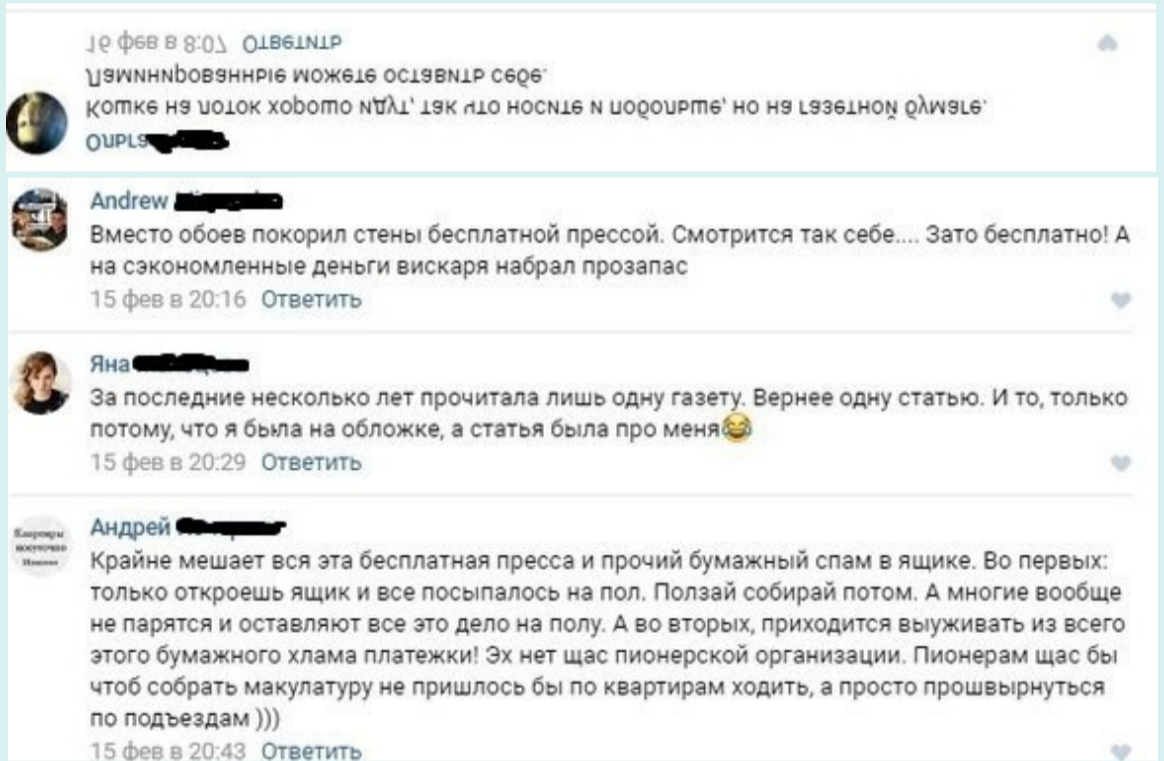 Ольга
Кошке на лоток хорошо идут, так что носите и побольше, но на газетной бумаге.
Ламинированные можете оставить себе.
16 фев в 8:07 Ответить
Andrew
Вместо обоев покорил стены бесплатной прессой. Смотрится так себе.... Зато бесплатно! А
на сэкономленные деньги вискаря набрал прозапас
15 фев в 20:16 Ответить
Яна
За последние несколько лет прочитала лишь одну газету. Вернее одну статью. И то, только
потому, что я была на обложке, а статья была про меня😂
15 фев в 20:29 Ответить
Квартиры
посуточно
Андрей
Крайне мешает вся эта бесплатная пресса и прочий бумажный спам в ящике. Во первых:
только откроешь ящик и все посыпалось на пол. Ползай собирай потом. А многие вообще
не парятся и оставляют все это дело на полу. А во вторых, приходится выуживать из всего
этого бумажного хлама платежки! Эх нет щас пионерской организации. Пионерам щас бы
чтоб собрать макулатуру не пришлось бы по квартирам ходить, а просто прошвырнуться
по подъездам )))
15 фев в 20:43 Ответить